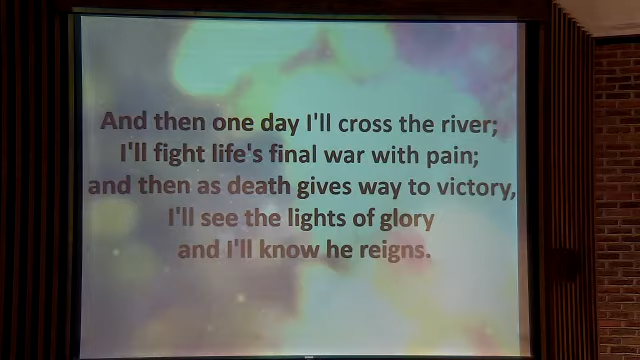 And then one day I'll cross the river;
I'll fight life's final war with pain;
and then as death gives way to victory,
I'll see the lights of glory
and I'll know he reigns.